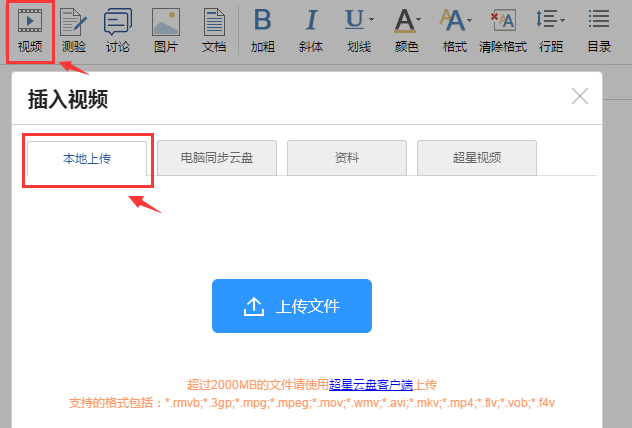 视频 测验 讨论 图片 文档 加粗 斜体 划线 颜色 格式 清除格式 行距 目录
插入视频
本地上传 电脑同步云盘 资料 超星视频
上传文件
超过2000MB的文件请使用超星云盘客户端上传
支持的格式包括：*.rmvb;*.3gp;*.mpg;*.mpeg;*.mov;*.wmv;*.avi;*.mkv;*.mp4;*.flv;*.vob;*.f4v